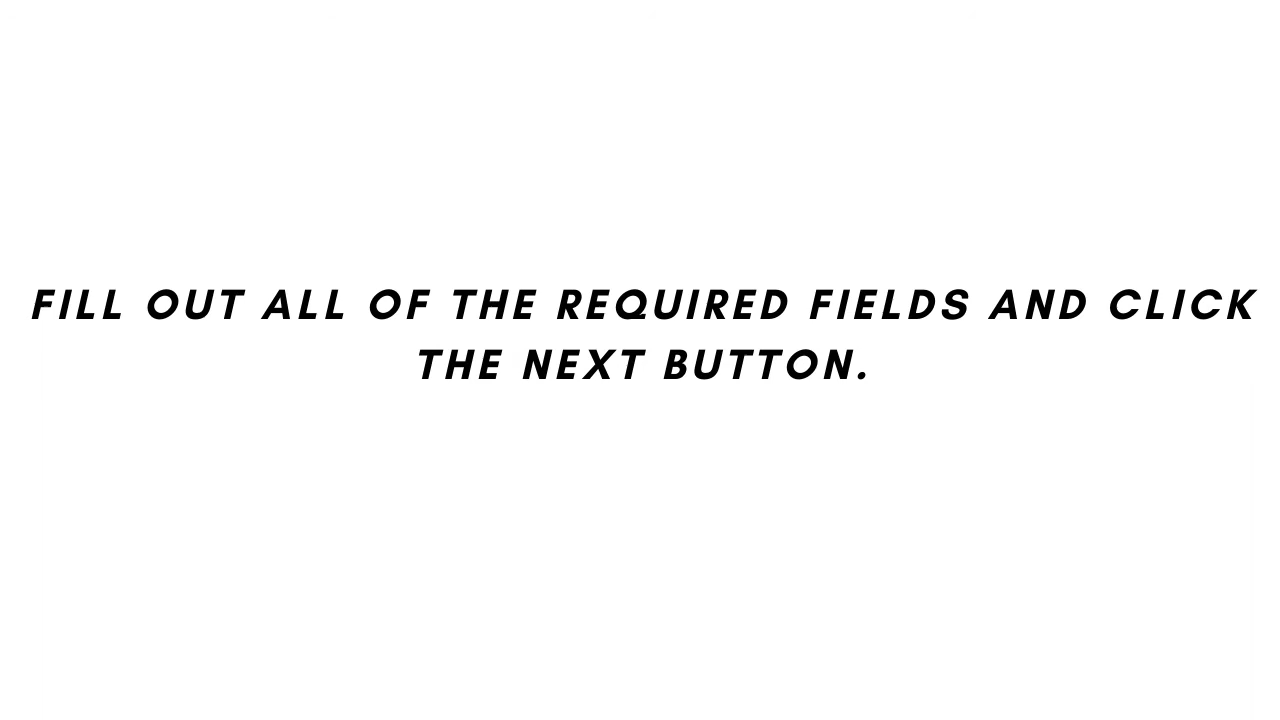 FILL OUT ALL OF THE REQUIRED FIELDS AND CLICK
THE NEXT BUTTON.